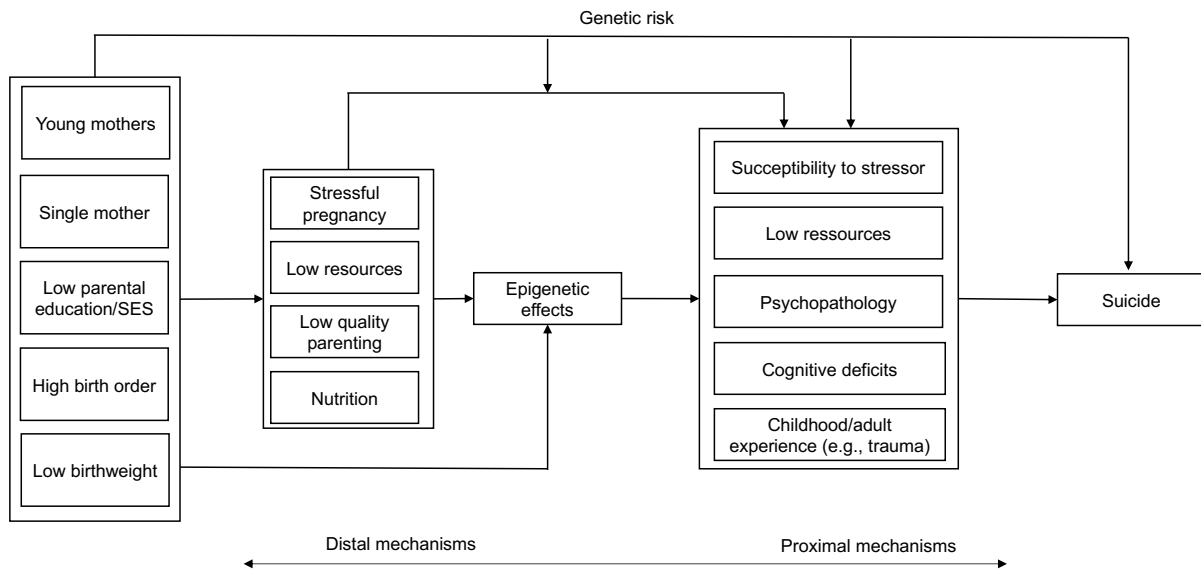 Genetic risk
Young mothers
Single mother
Low parental
education/SES
High birth order
Low birthweight
Stressful
pregnancy
Low resources
Low quality
parenting
Nutrition
Epigenetic
effects
Succeptibility to stressor
Low ressources
Psychopathology
Cognitive deficits
Childhood/adult
experience (e.g., trauma)
Suicide
Distal mechanisms
Proximal mechanisms